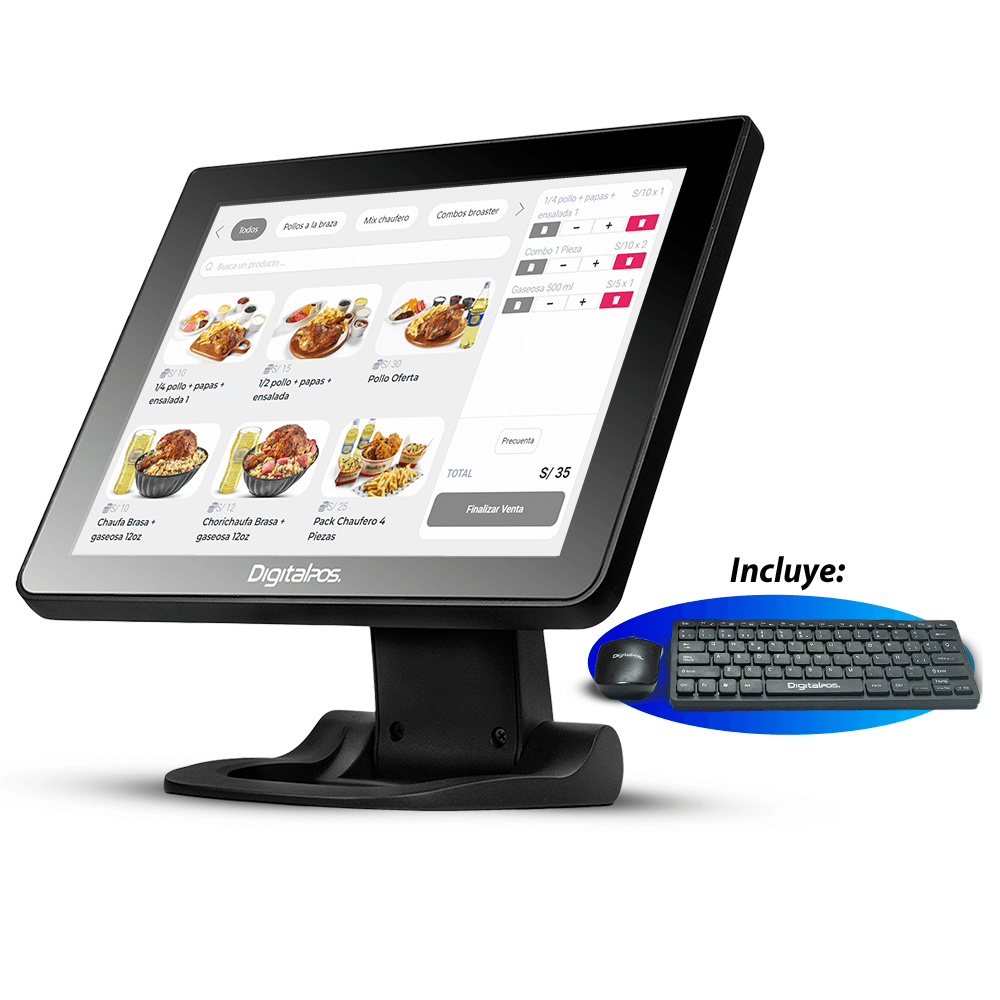 Todos
Pollos a la braza
Mix chaufero
Combos broaster
Busca un producto ...
S/ 10
1/4 pollo + papas +
ensalada 1
S/ 15
1/2 pollo + papas +
ensalada
S/ 30
Pollo Oferta
S/ 10
Chaufa Brasa +
gaseosa 12oz
S/ 12
Chorichaufa Brasa +
gaseosa 12oz
S/ 25
Pack Chaufero 4
Piezas
1/4 pollo + papas +
ensalada 1
S/10 x 1
- +
Combo 1 Pieza
S/10 x 2
- +
Gaseosa 500 ml
S/5 x 1
- +
Precuenta
TOTAL
S/ 35
Finalizar Venta
Digitalpos.
Incluye:
Digitalpos.
Digitalpos.